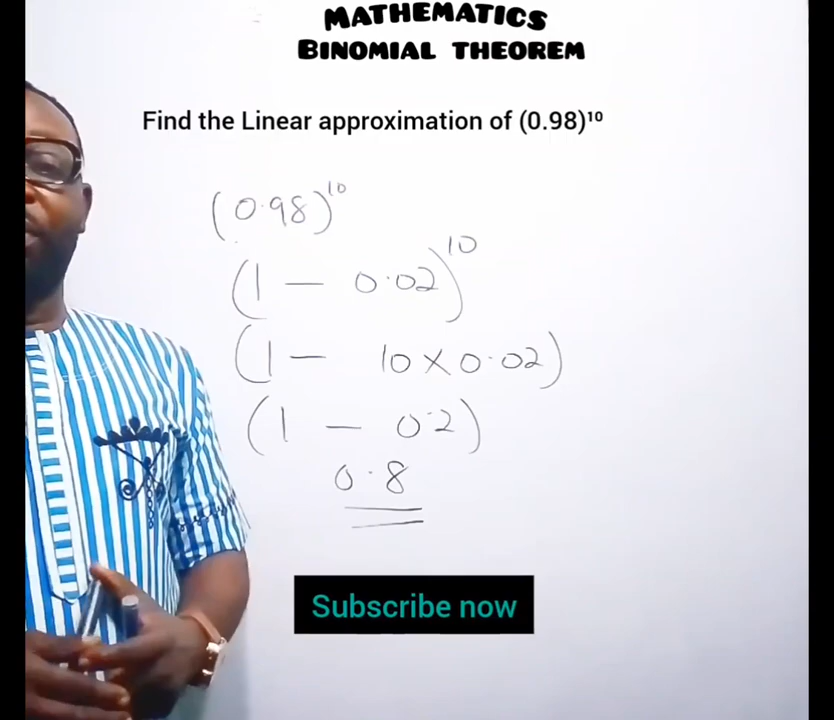 MATHEMATICS
BINOMIAL THEOREM
Find the Linear approximation of (0.98)¹⁰
(0.98)¹⁰
(1 — 0.02)¹⁰
(1 — 10 × 0.02)
(1 — 0.2)
0.8
Subscribe now